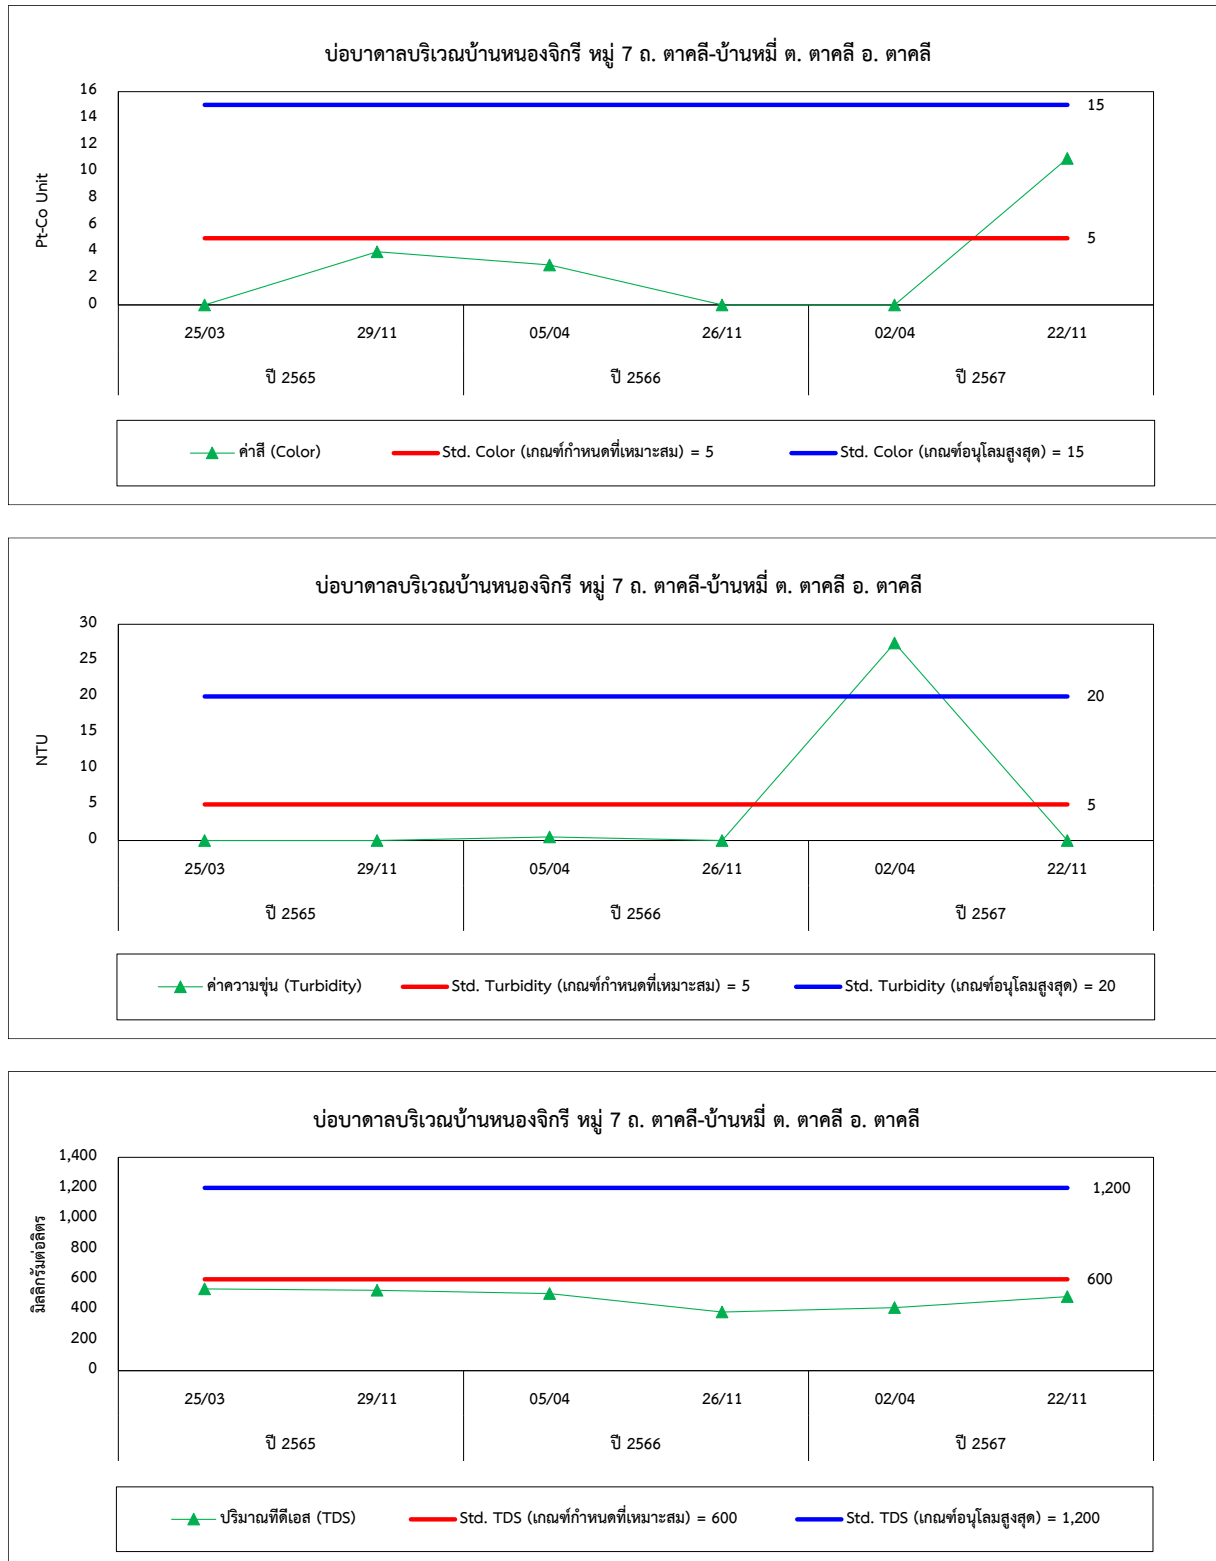 บ่อบาดาลบริเวณบ้านหนองจิกรี หมู่ 7 ถ. ตาคลี-บ้านหมี่ ต. ตาคลี อ. ตาคลี
Pt-Co Unit
16
14
12
10
8
6
4
2
0
15
5
25/03 29/11 05/04 26/11 02/04 22/11
ปี 2565 ปี 2566 ปี 2567
ค่าสี (Color) Std. Color (เกณฑ์กำหนดที่เหมาะสม) = 5 Std. Color (เกณฑ์อนุโลมสูงสุด) = 15
บ่อบาดาลบริเวณบ้านหนองจิกรี หมู่ 7 ถ. ตาคลี-บ้านหมี่ ต. ตาคลี อ. ตาคลี
NTU
30
25
20
15
10
5
0
20
5
25/03 29/11 05/04 26/11 02/04 22/11
ปี 2565 ปี 2566 ปี 2567
ค่าความขุ่น (Turbidity) Std. Turbidity (เกณฑ์กำหนดที่เหมาะสม) = 5 Std. Turbidity (เกณฑ์อนุโลมสูงสุด) = 20
บ่อบาดาลบริเวณบ้านหนองจิกรี หมู่ 7 ถ. ตาคลี-บ้านหมี่ ต. ตาคลี อ. ตาคลี
มิลลิกรัมต่อลิตร
1,400
1,200
1,000
800
600
400
200
0
1,200
600
25/03 29/11 05/04 26/11 02/04 22/11
ปี 2565 ปี 2566 ปี 2567
ปริมาณทีดีเอส (TDS) Std. TDS (เกณฑ์กำหนดที่เหมาะสม) = 600 Std. TDS (เกณฑ์อนุโลมสูงสุด) = 1,200